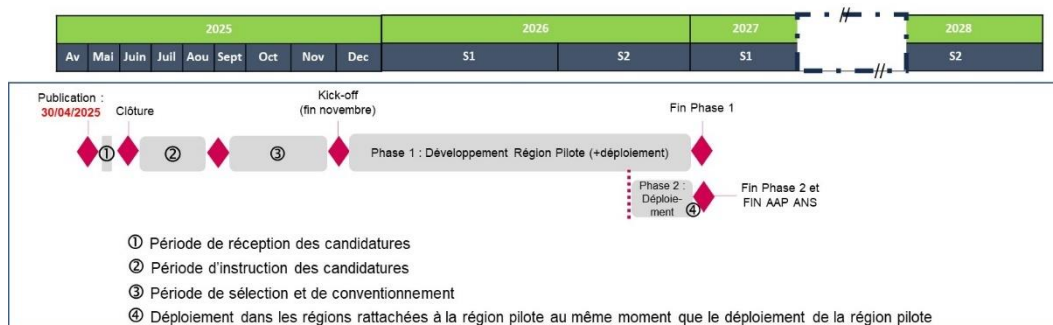 2025 2026 2027 2028
Av Mai Juin Juil Aou Sept Oct Nov Dec S1 S2 S1 S2
Publication :
30/04/2025
Clôture
Kick-off
(fin novembre)
Fin Phase 1
① ② ③ Phase 1 : Développement Région Pilote (+déploiement)
Phase 2 :
Déploie-
ment ④
Fin Phase 2 et
FIN AAP ANS
① Période de réception des candidatures
② Période d'instruction des candidatures
③ Période de sélection et de conventionnement
④ Déploiement dans les régions rattachées à la région pilote au même moment que le déploiement de la région pilote